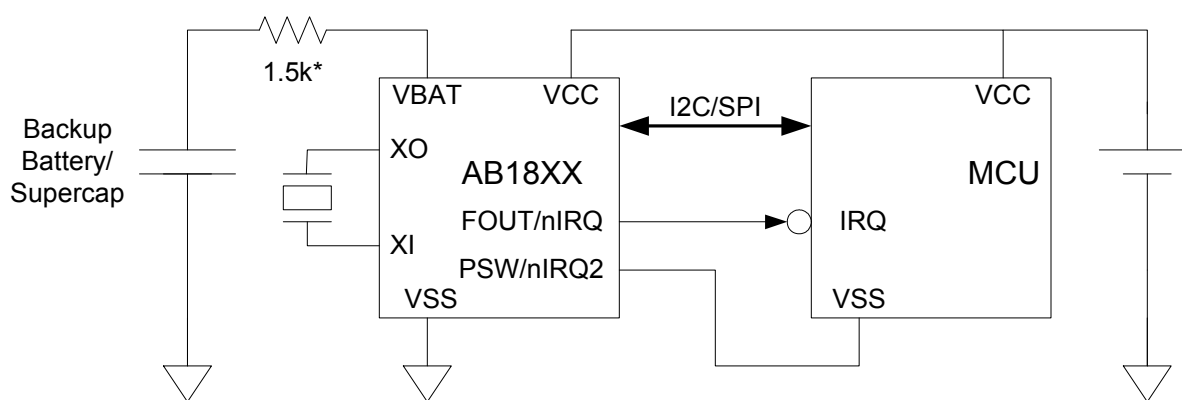 1.5k*
VBAT
VCC
VCC
I2C/SPI
Backup
Battery/
Supercap
XO
AB18XX
MCU
FOUT/nIRQ
IRQ
XI
PSW/nIRQ2
VSS
VSS